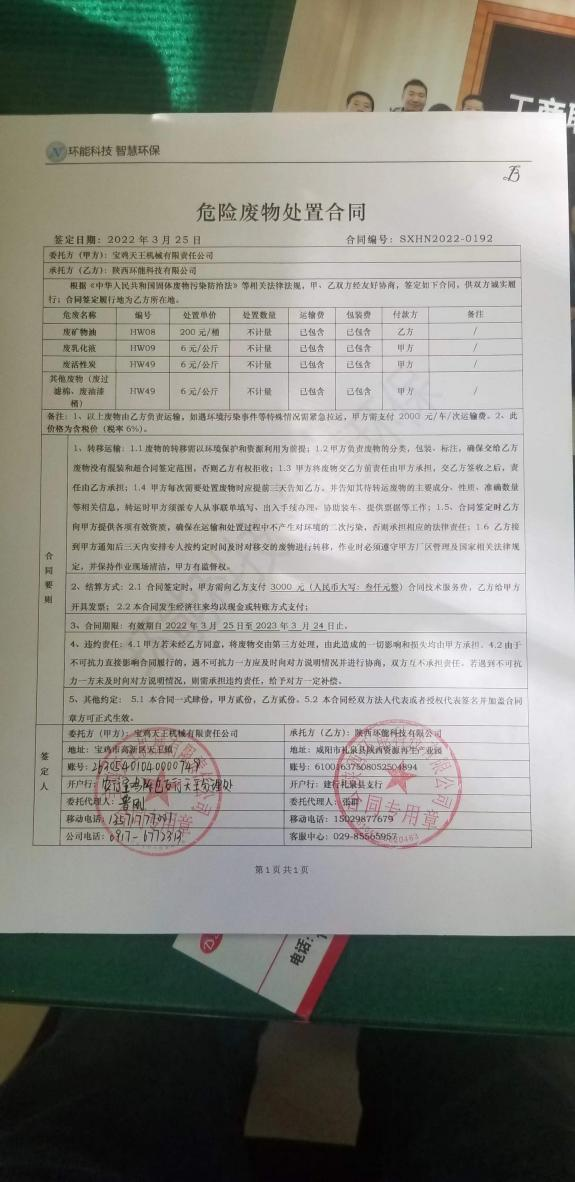 工商联
环能科技 智慧环保
危险废物处置合同
签定日期：2022 年 3 月 25 日
合同编号：SXHN2022-0192
委托方（甲方）：宝鸡天王机械有限责任公司
承托方（乙方）：陕西环能科技有限公司
根据《中华人民共和国固体废物污染防治法》等相关法律法规，甲、乙双方经友好协商，签定如下合同，供双方诚实履
行；合同签定履行地为乙方所在地。
危废名称 编号 处置单价 处置数量 运输费 包装费 付款方 备注
废矿物油 HW08 200 元/桶 不计量 已包含 已包含 乙方 /
废乳化液 HW09 6 元/公斤 不计量 已包含 已包含 甲方 /
废活性炭 HW49 6 元/公斤 不计量 已包含 已包含 甲方 /
其他废物（废过
滤棉、废油漆
桶） HW49 6 元/公斤 不计量 已包含 已包含 甲方 /
备注：1、以上废物由乙方负责运输，如遇环境污染事件等特殊情况需紧急拉运，甲方需支付 2000 元/车/次运输费。2、此
价格为含税价（税率 6%）。
合同要则
1、转移运输：1.1 废物的转移需以环境保护和资源利用为前提；1.2 甲方负责废物的分类，包装、标注，确保交给乙方
废物没有混装和超合同签定范围，否则乙方有权拒收；1.3 甲方将废物交乙方前责任由甲方承担，交乙方签收之后，责
任由乙方承担；1.4 甲方每次需要处置废物时应提前三天告知乙方。并告知其待转运废物的主要成分、性质、准确数量
等相关信息，转运时甲方须派专人从事联单填写、出入手续办理、协助装车、提供票据等工作；1.5、合同签定时乙方
向甲方提供各项有效资质，确保在运输和处置过程中不产生对环境的二次污染，否则承担相应的法律责任；1.6 乙方接
到甲方通知后三天内安排专人按约定时间及时对移交的废物进行转移，作业时必须遵守甲方厂区管理及国家相关法律规
定，并保持作业现场清洁，甲方有监督权。
2、结算方式：2.1 合同签定时，甲方需向乙方支付 3000 元（人民币大写：叁仟元整）合同技术服务费，乙方给甲方
开具发票； 2.2 本合同发生经济往来均以现金或转账方式支付；
3、合同期限：有效期自 2022 年 3 月 25 日至 2023 年 3 月 24 日止。
4、违约责任：4.1 甲方若未经乙方同意，将废物交由第三方处理，由此造成的一切影响和损失均由甲方承担。4.2 由于
不可抗力直接影响合同履行的，遇不可抗力一方应及时向对方说明情况并进行协商，双方互不承担责任。若遇到不可抗
力一方未及时向对方说明情况，则需承担违约责任，给予对方一定补偿。
5、其他约定： 5.1 本合同一式肆份，甲方贰份，乙方贰份。5.2 本合同经双方法人代表或者授权代表签名并加盖合同
章方可正式生效。
签定人
委托方（甲方）：宝鸡天王机械有限责任公司
承托方（乙方）：陕西环能科技有限公司
地址：宝鸡市高新区天王镇
地址：咸阳市礼泉县陕西资源再生产业园
账号：
账号：61001637508052504894
开户行：
开户行：建行礼泉县支行
委托代理人：
委托代理人：张
移动电话：
移动电话：15029877679
公司电话：0917-6772313
客服中心：029-85565957
合同专用章
第 1 页 共 1 页
电话：